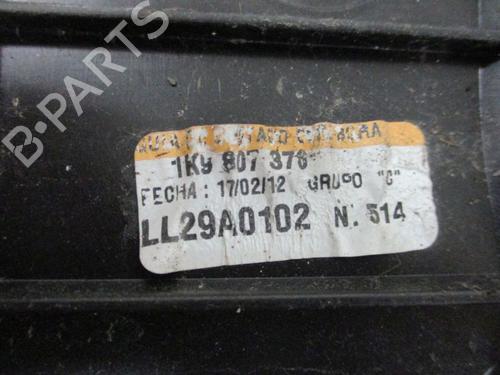 B-PARTS
1K9 807 376
FECHA: 17/02/12 GRUPO "C"
LL29A0102 N. 514